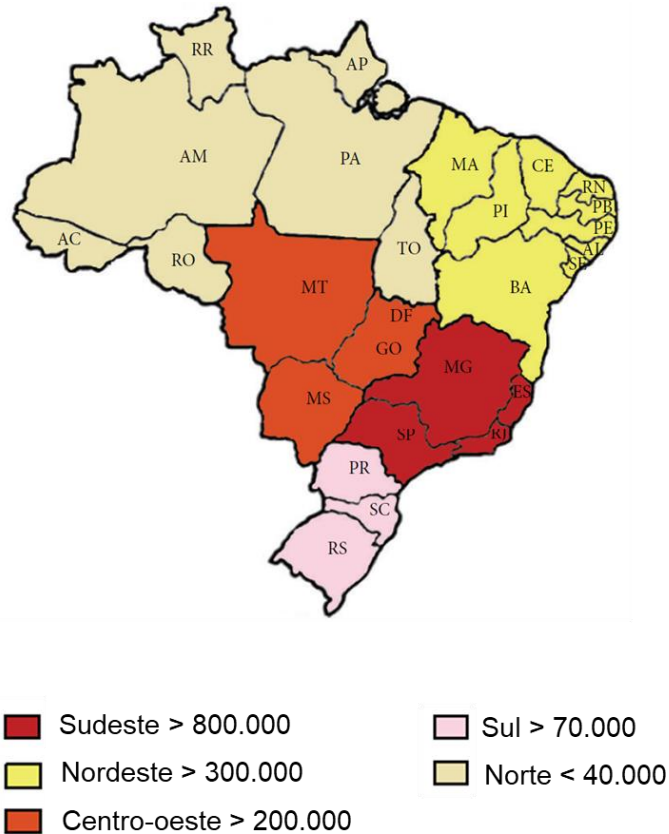 RR
AP
AM
PA
MA
CE
RN
PB
PE
AL
SE
PI
AC
RO
TO
BA
MT
DF
GO
MG
ES
MS
SP
RJ
PR
SC
RS
Sudeste > 800.000
Nordeste > 300.000
Centro-oeste > 200.000
Sul > 70.000
Norte < 40.000